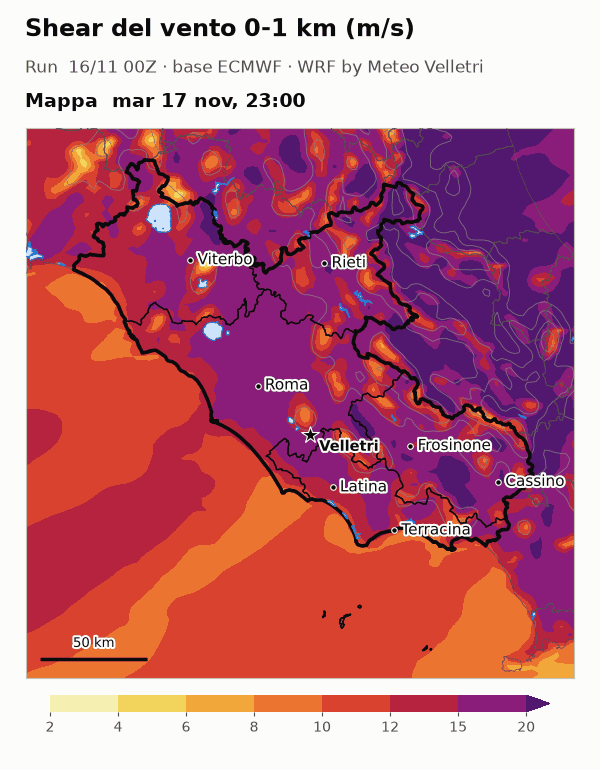 Shear del vento 0-1 km (m/s)
Run 16/11 00Z · base ECMWF · WRF by Meteo Velletri
Mappa mar 17 nov, 23:00
Viterbo
Rieti
Roma
Velletri
Frosinone
Latina
Cassino
Terracina
50 km
2 4 6 8 10 12 15 20